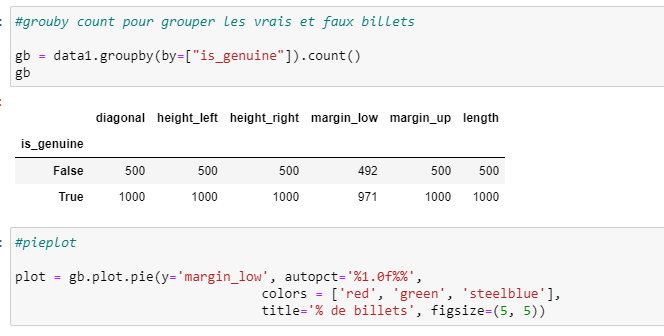 #grouby count pour grouper les vrais et faux billets
gb = data1.groupby(by=["is_genuine"]).count()
gb
diagonal height_left height_right margin_low margin_up length
is_genuine
False 500 500 500 492 500 500
True 1000 1000 1000 971 1000 1000
#pieplot
plot = gb.plot.pie(y='margin_low', autopct='%1.0f%%',
colors = ['red', 'green', 'steelblue'],
title='% de billets', figsize=(5, 5))